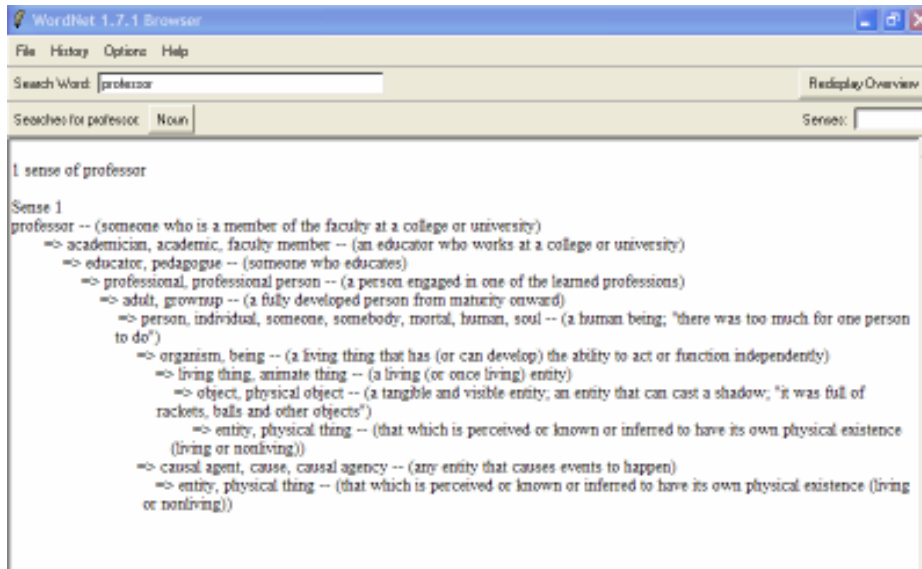 WordNet 1.7.1 Browser
File History Options Help
Search Word: professor Redisplay Overview
Searches for professor: Noun Senses:
1 sense of professor
Sense 1
professor -- (someone who is a member of the faculty at a college or university)
=> academician, academic, faculty member -- (an educator who works at a college or university)
=> educator, pedagogue -- (someone who educates)
=> professional, professional person -- (a person engaged in one of the learned professions)
=> adult, grownup -- (a fully developed person from maturity onward)
=> person, individual, someone, somebody, mortal, human, soul -- (a human being; "there was too much for one person
to do")
=> organism, being -- (a living thing that has (or can develop) the ability to act or function independently)
=> living thing, animate thing -- (a living (or once living) entity)
=> object, physical object -- (a tangible and visible entity; an entity that can cast a shadow; "it was full of
rackets, balls and other objects")
=> entity, physical thing -- (that which is perceived or known or inferred to have its own physical existence
(living or nonliving))
=> causal agent, cause, causal agency -- (any entity that causes events to happen)
=> entity, physical thing -- (that which is perceived or known or inferred to have its own physical existence (living
or nonliving))